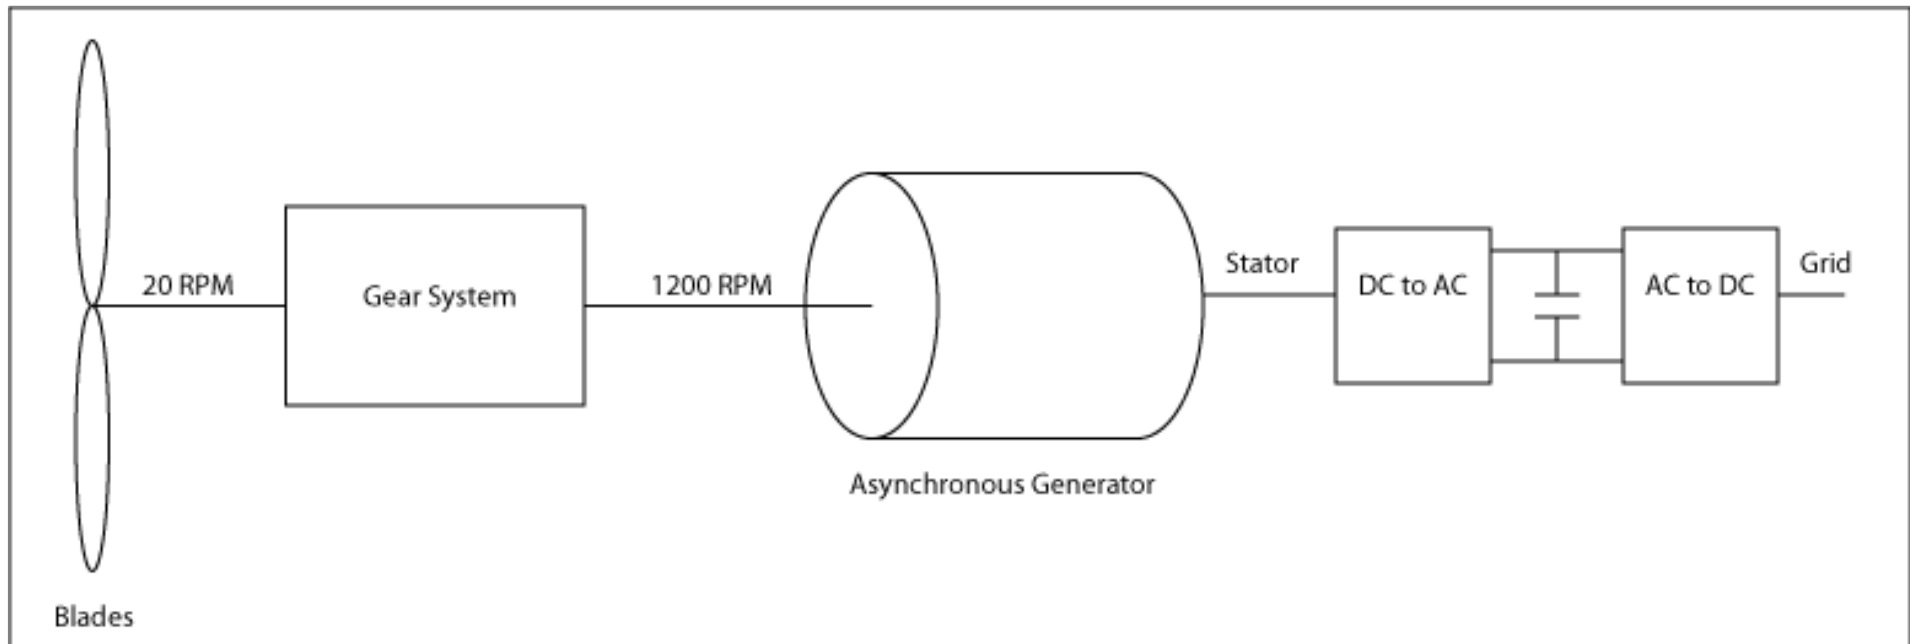 20 RPM
Gear System
1200 RPM
Stator
DC to AC
AC to DC
Grid
Asynchronous Generator
Blades